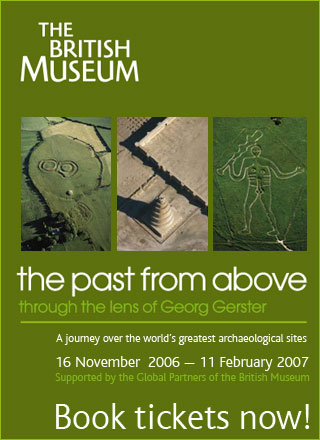 THE
BRITISH
MUSEUM
the past from above
through the lens of Georg Gerster
A journey over the world's greatest archaeological sites
16 November 2006 — 11 February 2007
Supported by the Global Partners of the British Museum
Book tickets now!